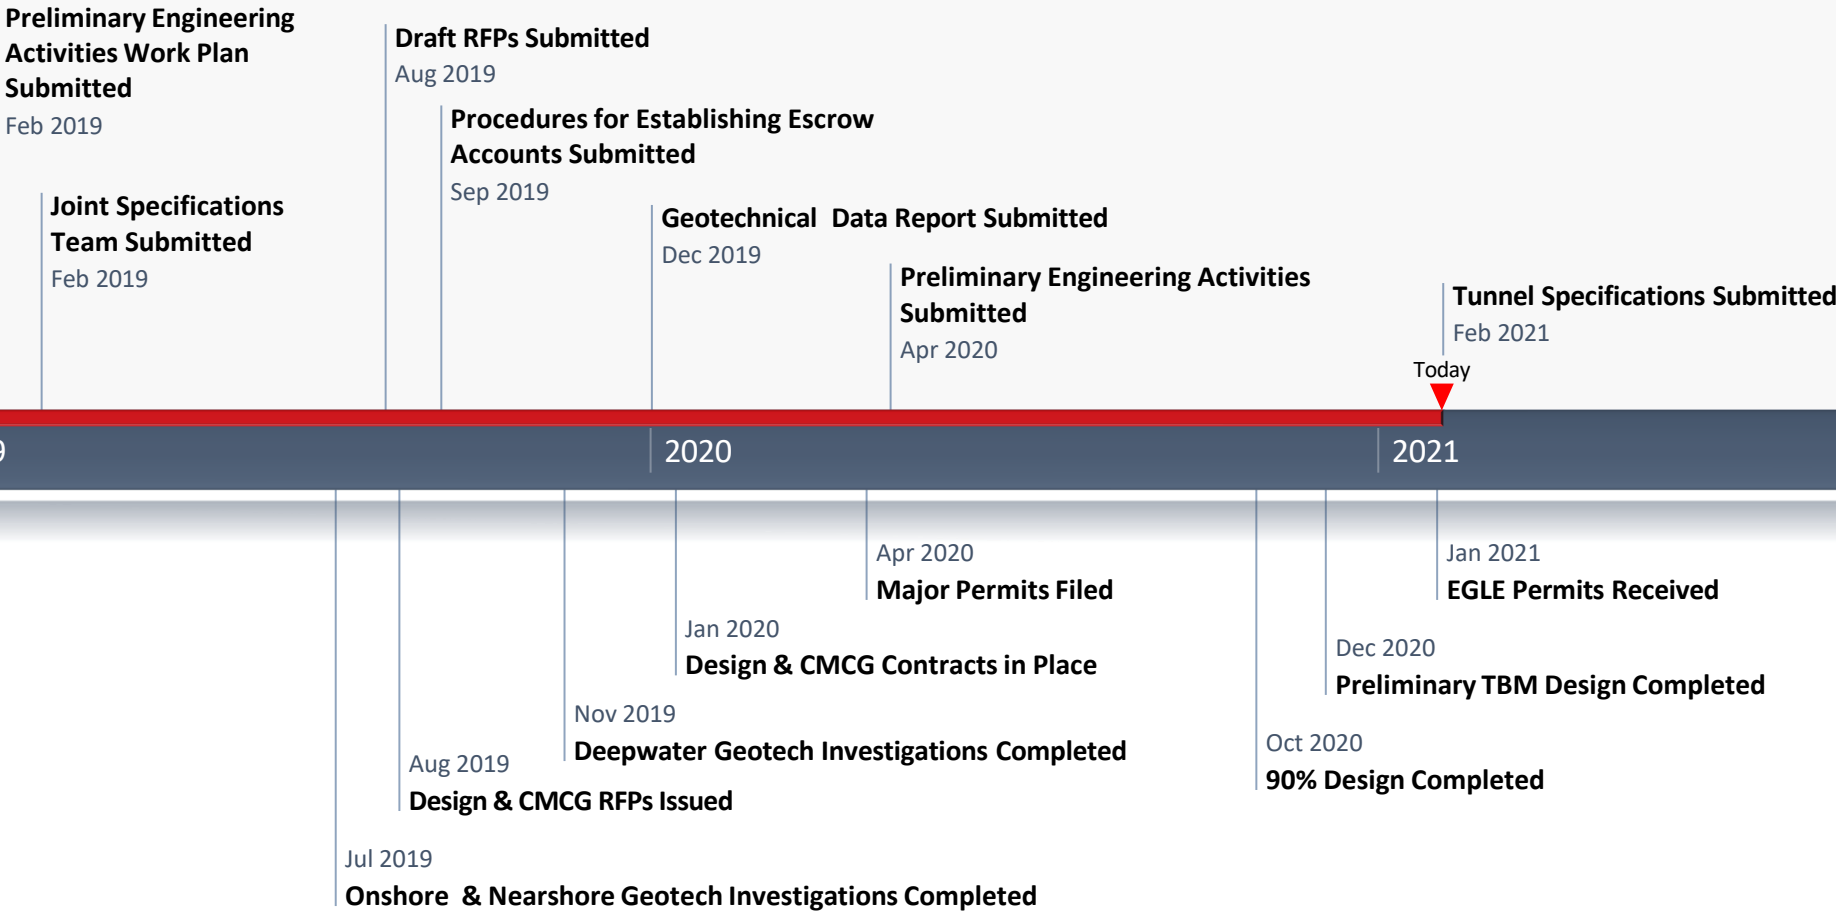 Preliminary Engineering
Activities Work Plan
Submitted
Feb 2019
Joint Specifications
Team Submitted
Feb 2019
Draft RFPs Submitted
Aug 2019
Procedures for Establishing Escrow
Accounts Submitted
Sep 2019
Geotechnical  Data Report Submitted
Dec 2019
Preliminary Engineering Activities
Submitted
Apr 2020
Tunnel Specifications Submitted
Feb 2021
Today
9
2020
2021
Apr 2020
Major Permits Filed
Jan 2021
EGLE Permits Received
Jan 2020
Design & CMCG Contracts in Place
Dec 2020
Preliminary TBM Design Completed
Nov 2019
Deepwater Geotech Investigations Completed
Oct 2020
90% Design Completed
Aug 2019
Design & CMCG RFPs Issued
Jul 2019
Onshore  & Nearshore Geotech Investigations Completed